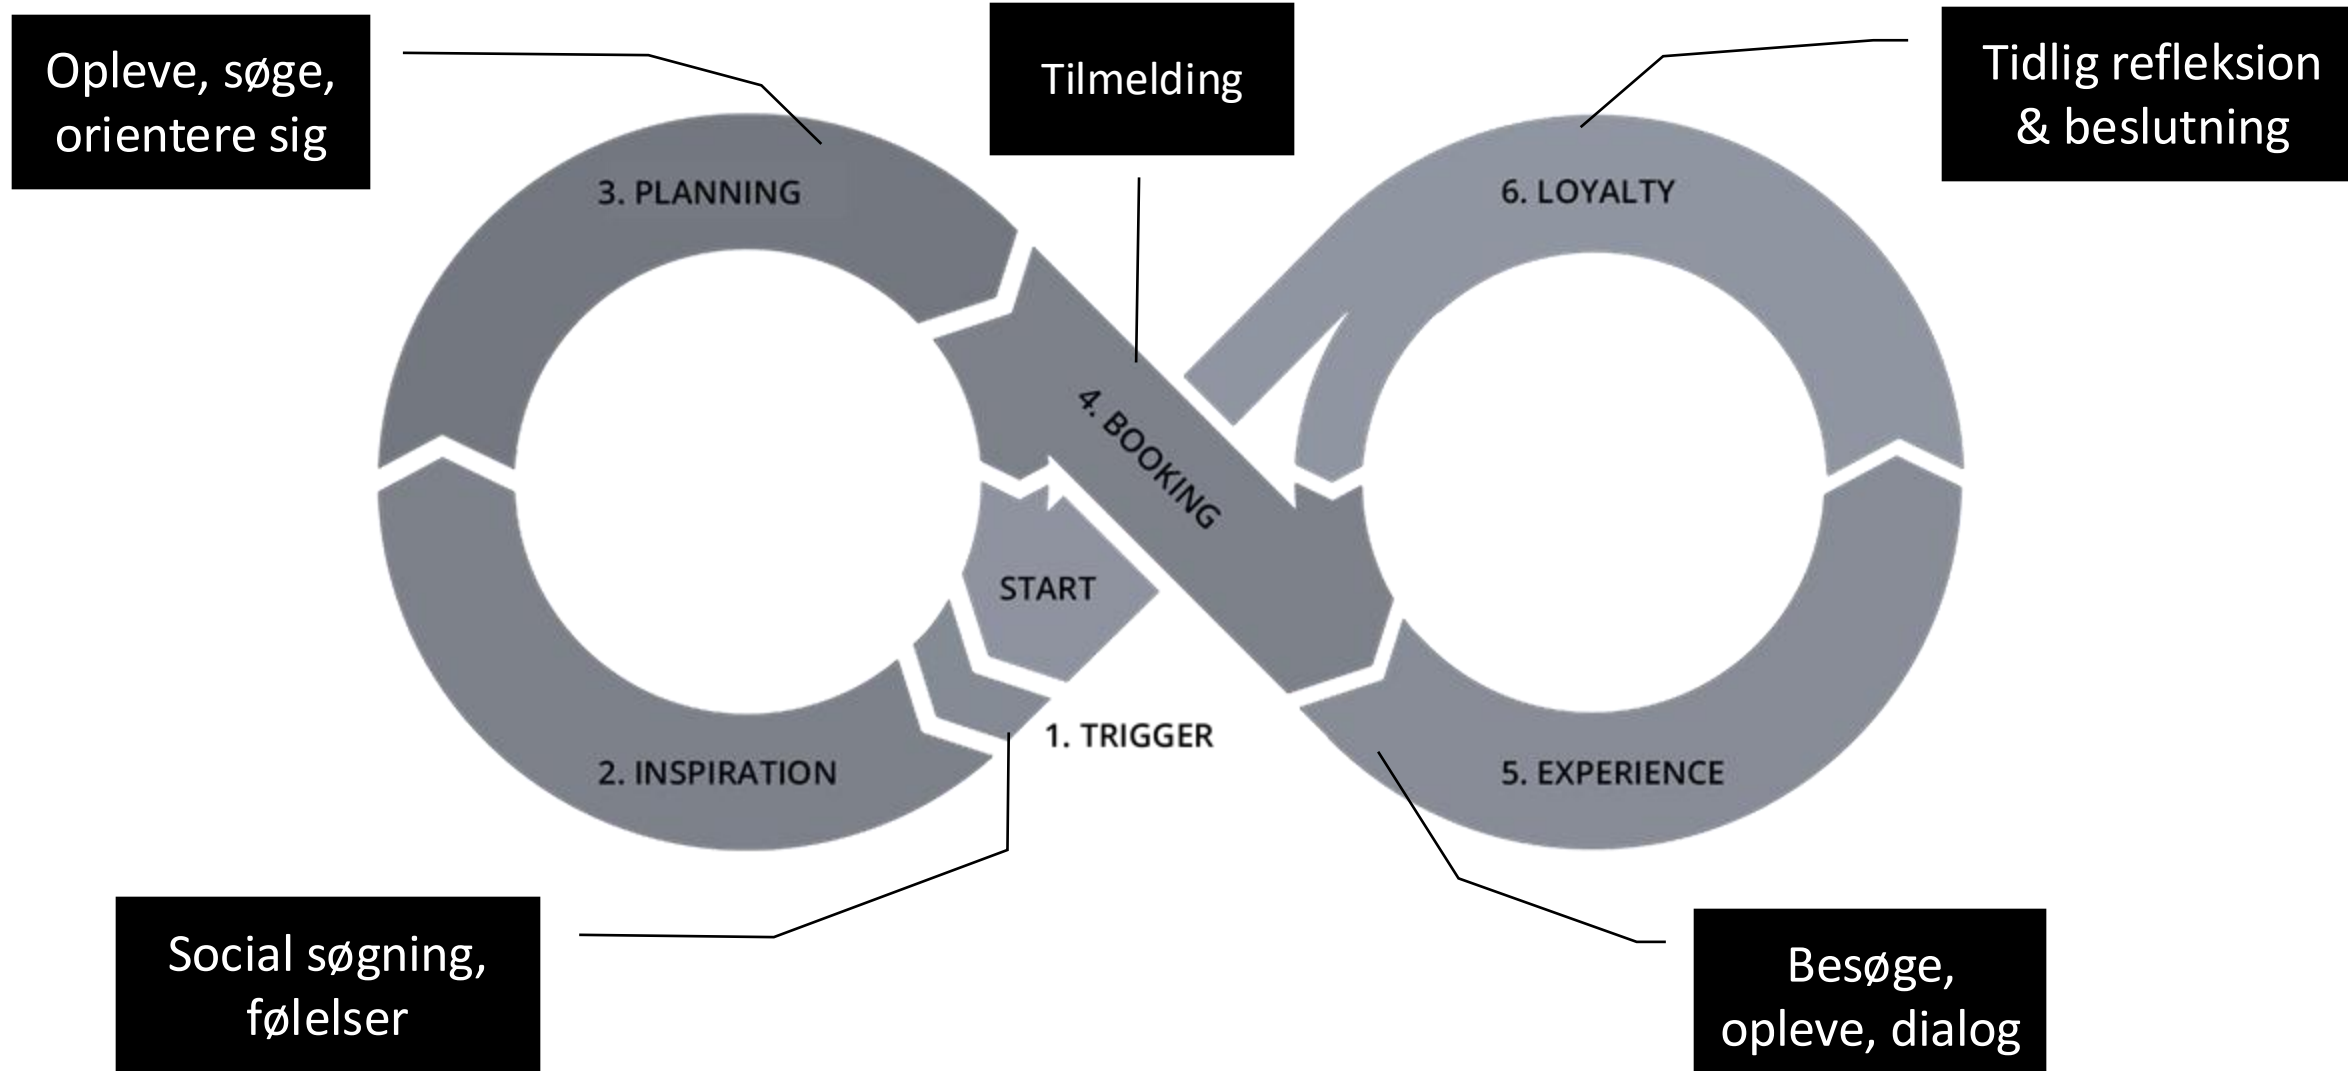 Opleve, søge,
orientere sig
Tilmelding
Tidlig refleksion
& beslutning
3. PLANNING
6. LOYALTY
4. BOOKING
START
1. TRIGGER
2. INSPIRATION
5. EXPERIENCE
Social søgning,
følelser
Besøge,
opleve, dialog